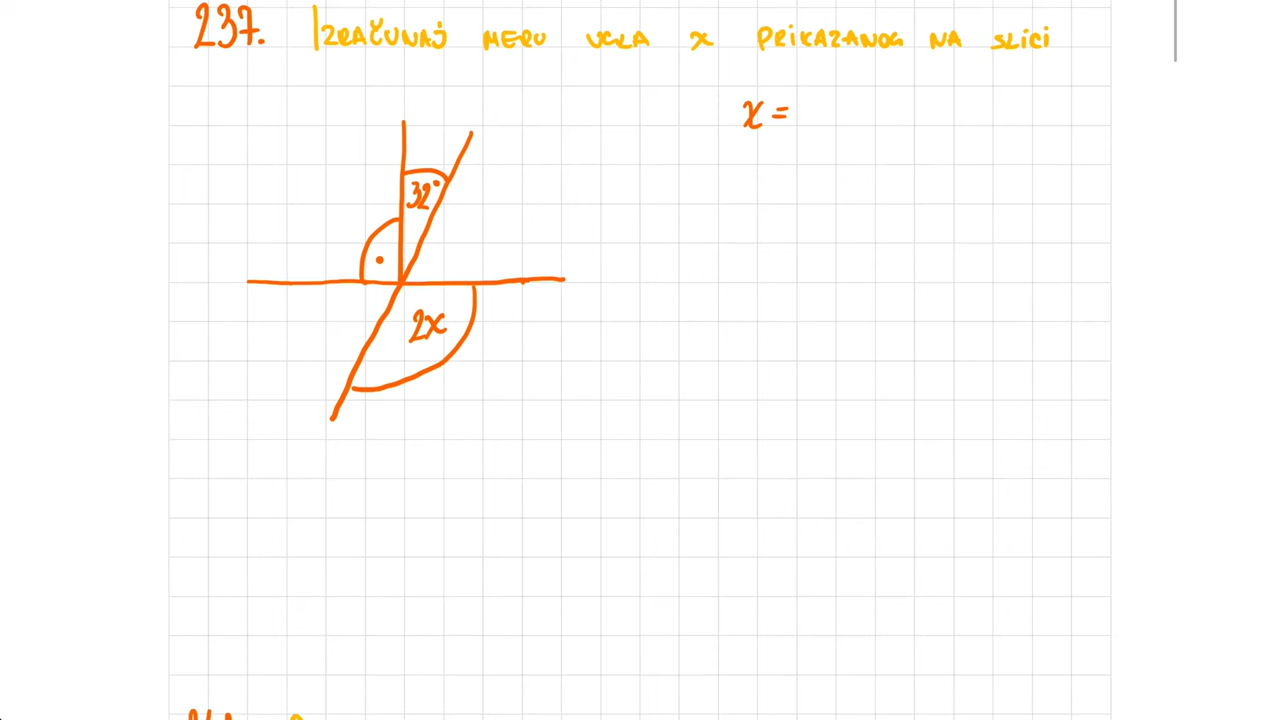 237. IZRAČUNAJ MERU UGLA x PRIKAZANOG NA SLICI
x =
32°
2x